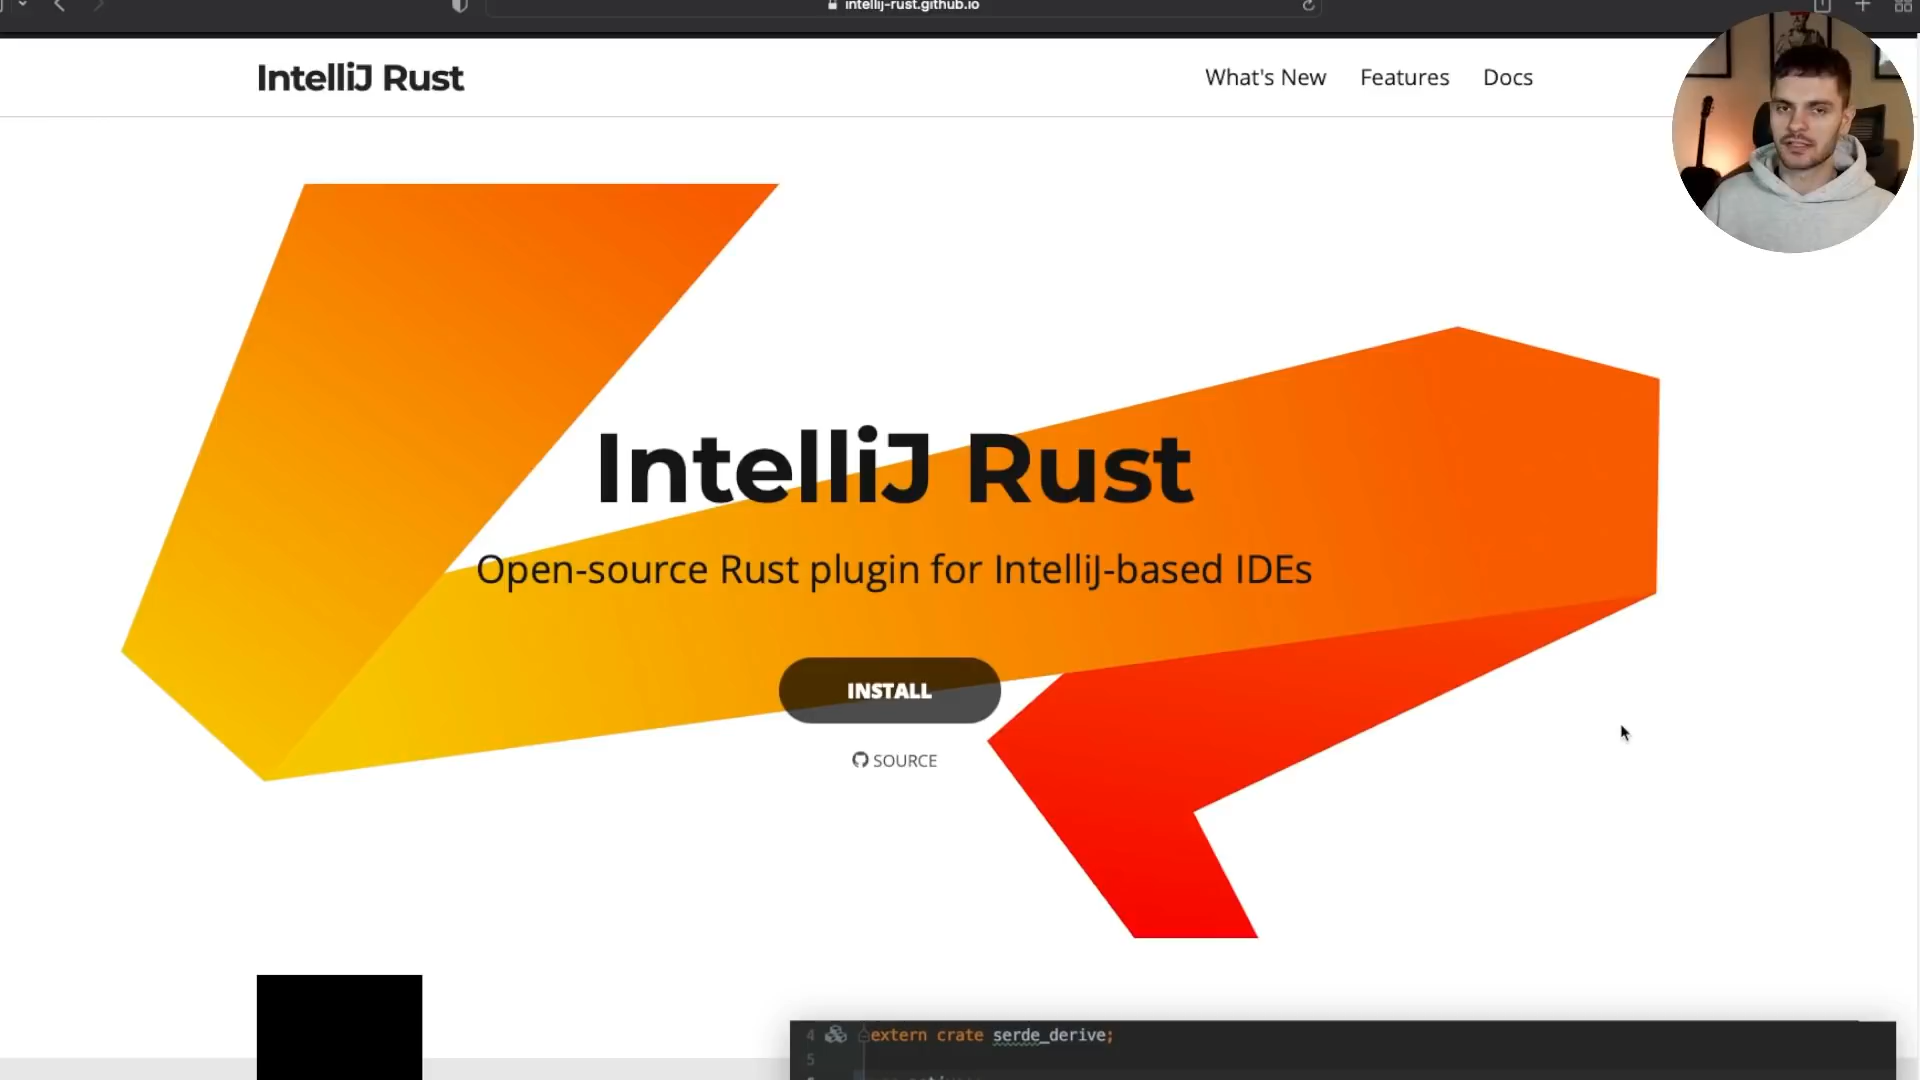 intellij-rust.github.io
IntelliJ Rust
What's New
Features
Docs
IntelliJ Rust
Open-source Rust plugin for IntelliJ-based IDEs
INSTALL
SOURCE
4 extern crate serde_derive;
5